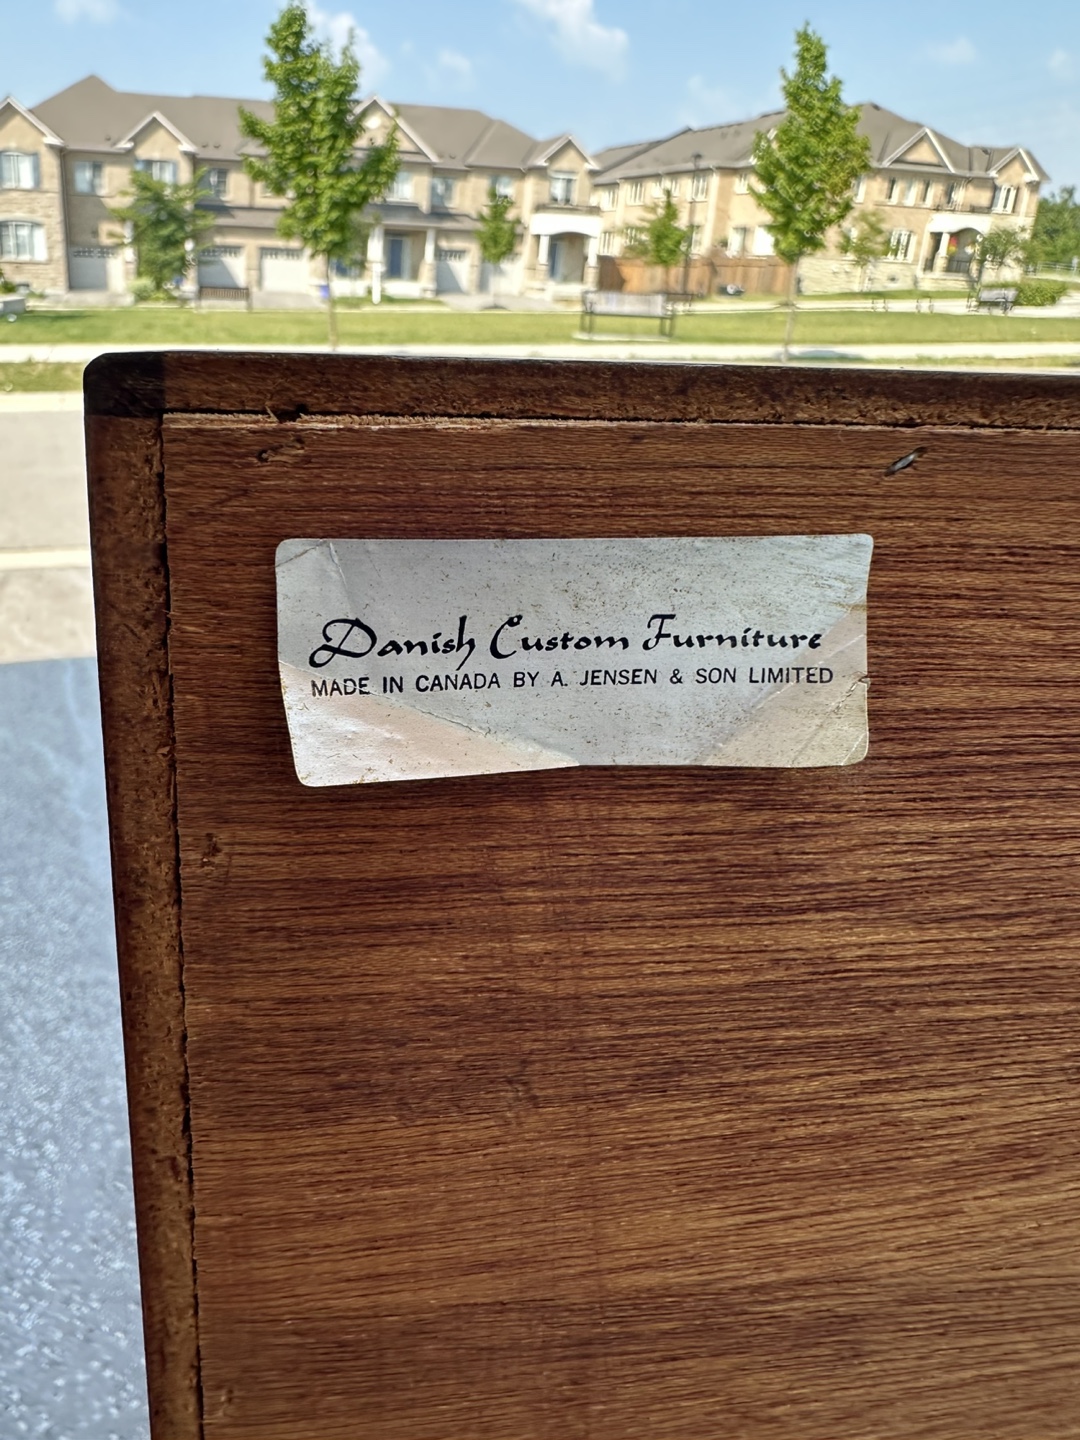 Danish Custom Furniture
MADE IN CANADA BY A. JENSEN & SON LIMITED